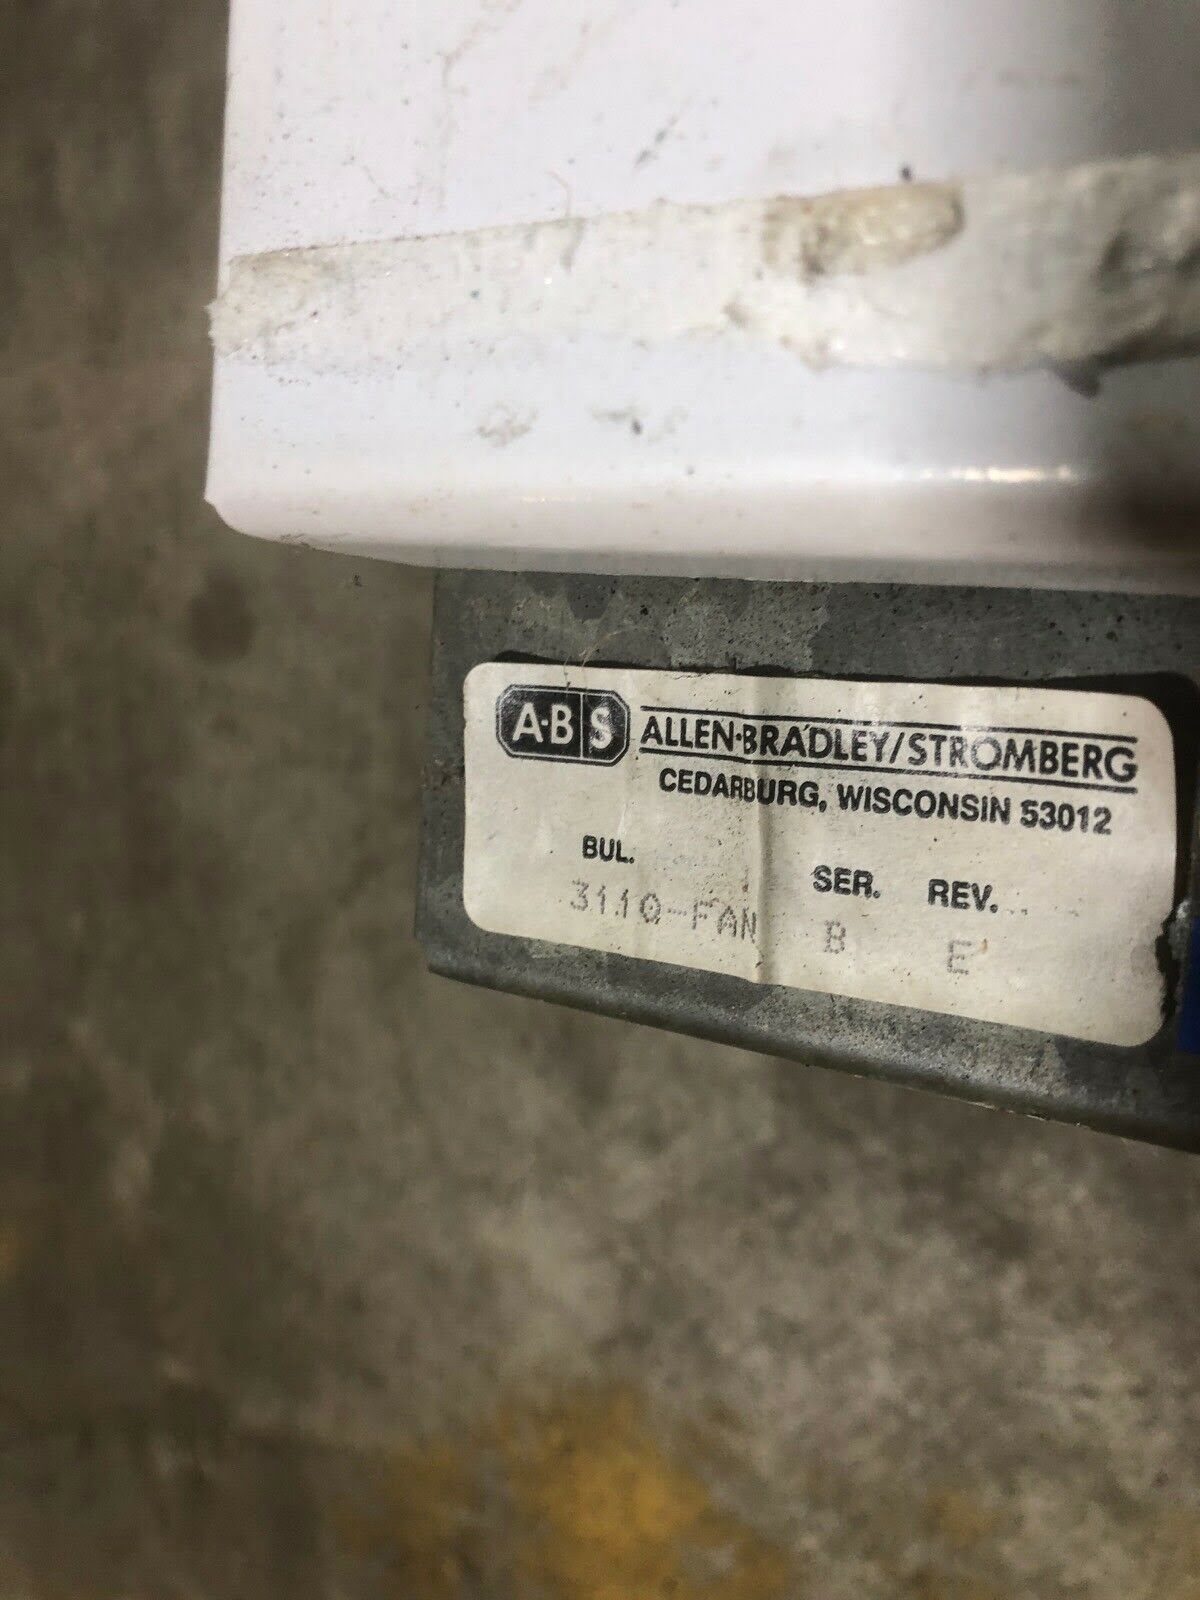 A·B S ALLEN·BRADLEY/STROMBERG
CEDARBURG, WISCONSIN 53012
BUL. SER. REV.
3110-FAN B E